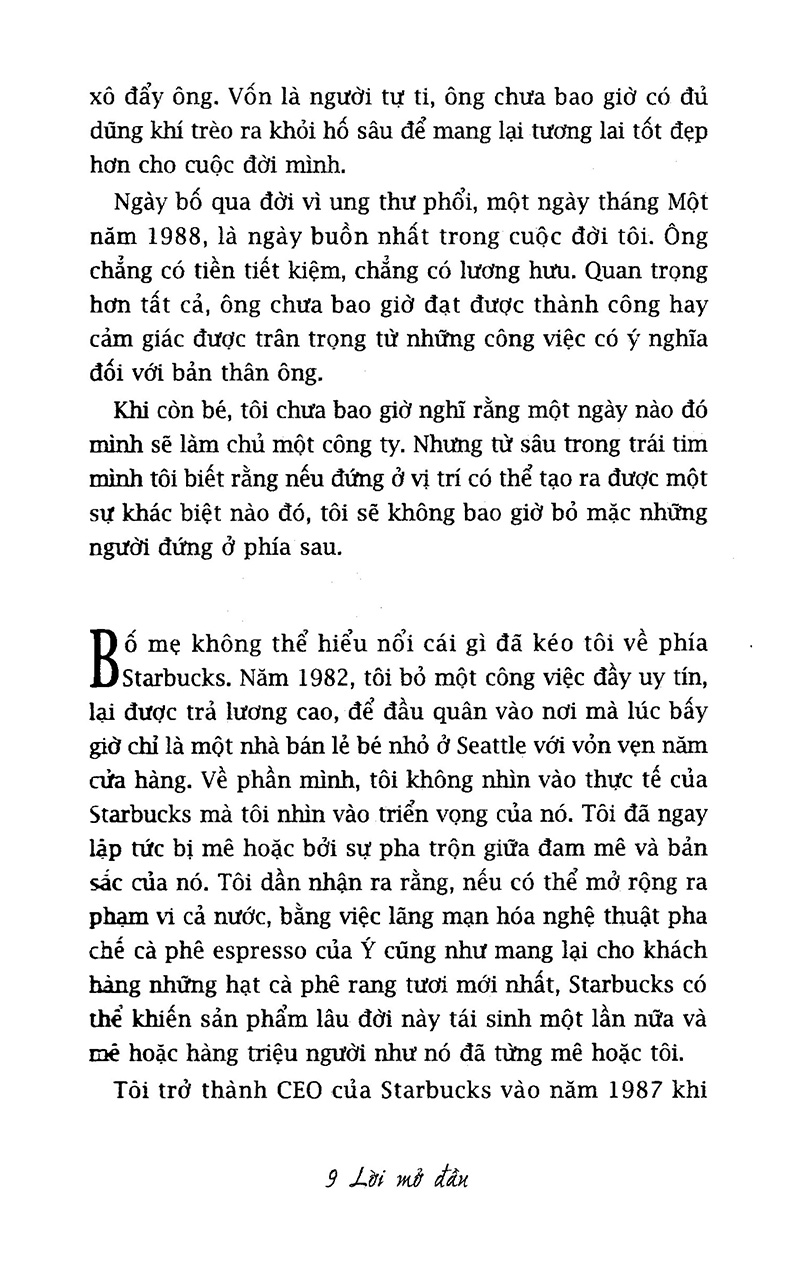 xô đẩy ông. Vốn là người tự ti, ông chưa bao giờ có đủ
dũng khí trèo ra khỏi hố sâu để mang lại tương lai tốt đẹp
hơn cho cuộc đời mình.
Ngày bố qua đời vì ung thư phổi, một ngày tháng Một
năm 1988, là ngày buồn nhất trong cuộc đời tôi. Ông
chẳng có tiền tiết kiệm, chẳng có lương hưu. Quan trọng
hơn tất cả, ông chưa bao giờ đạt được thành công hay
cảm giác được trân trọng từ những công việc có ý nghĩa
đối với bản thân ông.
Khi còn bé, tôi chưa bao giờ nghĩ rằng một ngày nào đó
mình sẽ làm chủ một công ty. Nhưng từ sâu trong trái tim
mình tôi biết rằng nếu đứng ở vị trí có thể tạo ra được một
sự khác biệt nào đó, tôi sẽ không bao giờ bỏ mặc những
người đứng ở phía sau.
Bố mẹ không thể hiểu nổi cái gì đã kéo tôi về phía
Starbucks. Năm 1982, tôi bỏ một công việc đầy uy tín,
lại được trả lương cao, để đầu quân vào nơi mà lúc bấy
giờ chỉ là một nhà bán lẻ bé nhỏ ở Seattle với vỏn vẹn năm
cửa hàng. Về phần mình, tôi không nhìn vào thực tế của
Starbucks mà tôi nhìn vào triển vọng của nó. Tôi đã ngay
lập tức bị mê hoặc bởi sự pha trộn giữa đam mê và bản
sắc của nó. Tôi dần nhận ra rằng, nếu có thể mở rộng ra
phạm vi cả nước, bằng việc lãng mạn hóa nghệ thuật pha
chế cà phê espresso của Ý cũng như mang lại cho khách
hàng những hạt cà phê rang tươi mới nhất, Starbucks có
thể khiến sản phẩm lâu đời này tái sinh một lần nữa và
mê hoặc hàng triệu người như nó đã từng mê hoặc tôi.
Tôi trở thành CEO của Starbucks vào năm 1987 khi
9 Lời mở đầu